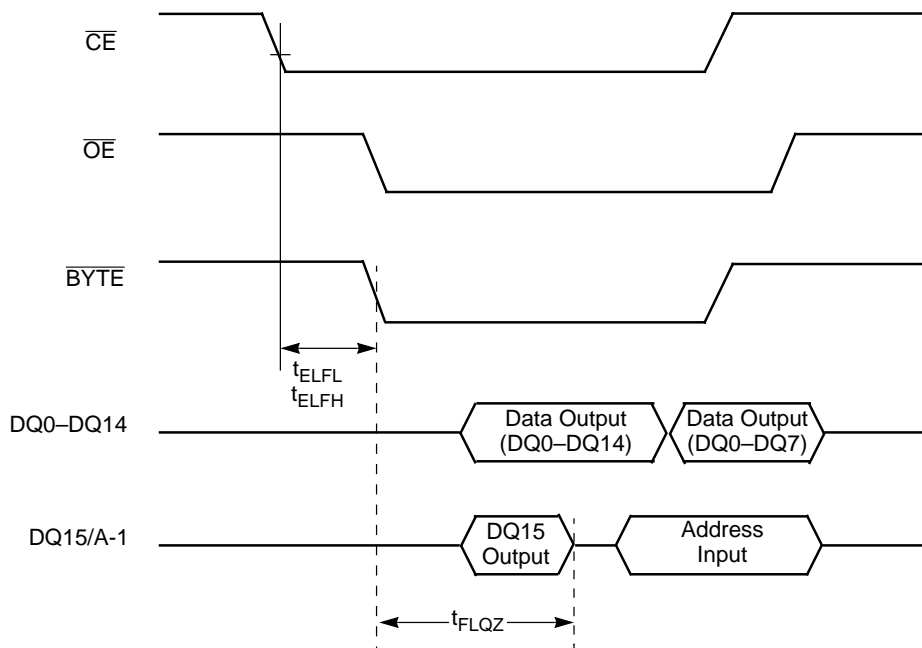 CE
OE
BYTE
tELFL
tELFH
DQ0–DQ14
Data Output
(DQ0–DQ14)
Data Output
(DQ0–DQ7)
DQ15/A-1
DQ15
Output
Address
Input
tFLQZ